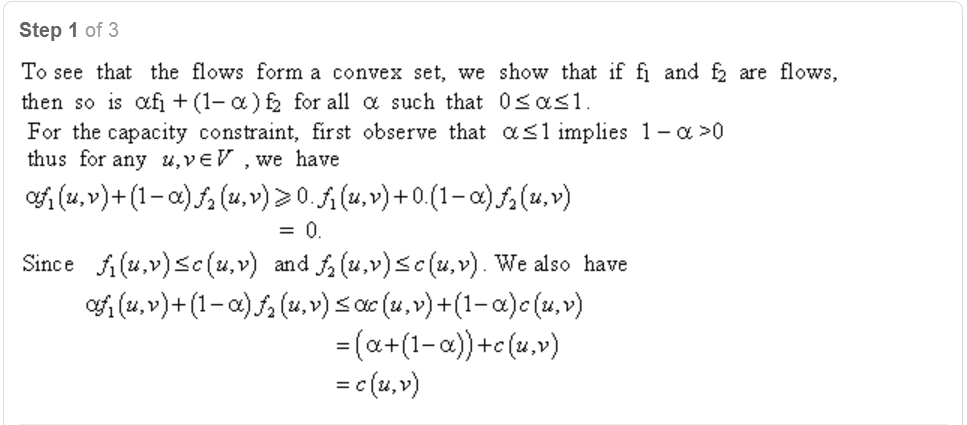 Step 1 of 3
To see that the flows form a convex set, we show that if f₁ and f₂ are flows,
then so is αf₁ + (1− α) f₂ for all α such that 0≤α≤1.
For the capacity constraint, first observe that α≤1 implies 1− α >0
thus for any u,v∈V , we have
αf₁(u,v)+(1−α)f₂(u,v)⩾0.f₁(u,v)+0.(1−α)f₂(u,v)
= 0.
Since f₁(u,v)≤c(u,v) and f₂(u,v)≤c(u,v). We also have
αf₁(u,v)+(1−α)f₂(u,v)≤αc(u,v)+(1−α)c(u,v)
=(α+(1−α))+c(u,v)
=c(u,v)